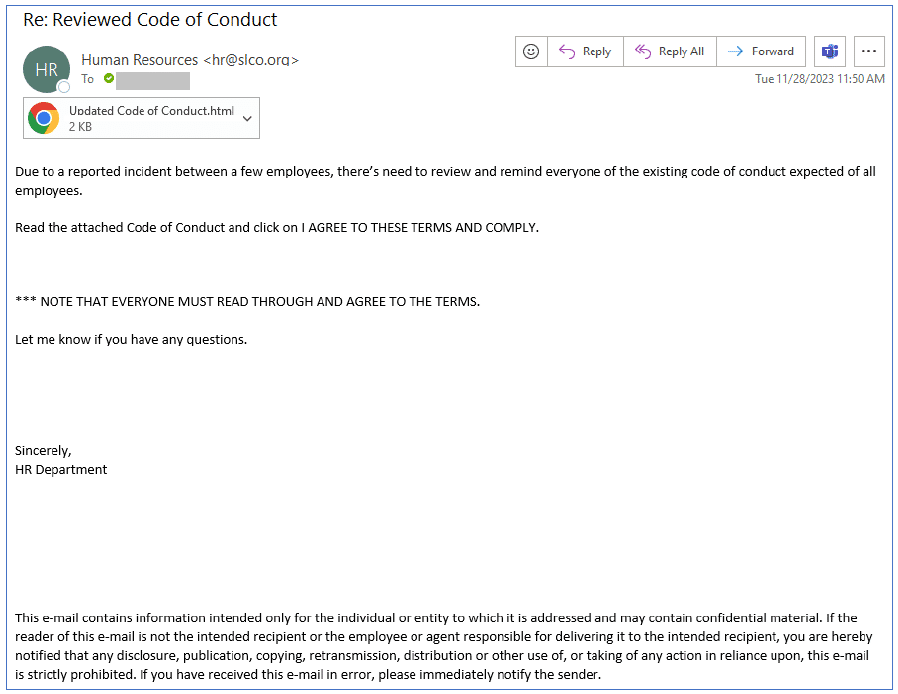 Re: Reviewed Code of Conduct
HR
Human Resources <hr@slco.org>
To
Reply
Reply All
Forward
Tue 11/28/2023 11:50 AM
Updated Code of Conduct.html
2 KB
Due to a reported incident between a few employees, there's need to review and remind everyone of the existing code of conduct expected of all
employees.
Read the attached Code of Conduct and click on I AGREE TO THESE TERMS AND COMPLY.
*** NOTE THAT EVERYONE MUST READ THROUGH AND AGREE TO THE TERMS.
Let me know if you have any questions.
Sincerely,
HR Department
This e-mail contains information intended only for the individual or entity to which it is addressed and may contain confidential material. If the
reader of this e-mail is not the intended recipient or the employee or agent responsible for delivering it to the intended recipient, you are hereby
notified that any disclosure, publication, copying, retransmission, distribution or other use of, or taking of any action in reliance upon, this e-mail
is strictly prohibited. If you have received this e-mail in error, please immediately notify the sender.